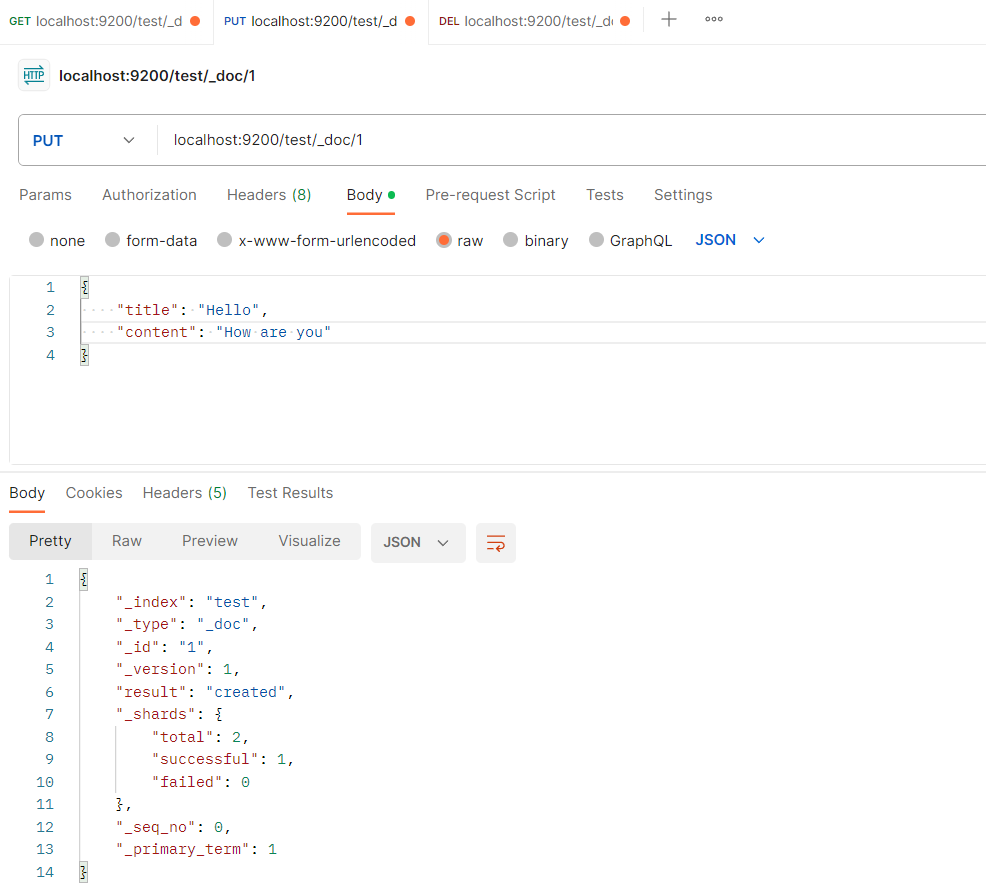 GET localhost:9200/test/_d PUT localhost:9200/test/_d DEL localhost:9200/test/_d
HTTP localhost:9200/test/_doc/1
PUT localhost:9200/test/_doc/1
Params Authorization Headers (8) Body Pre-request Script Tests Settings
none form-data x-www-form-urlencoded raw binary GraphQL JSON
1 {
2 "title": "Hello",
3 "content": "How are you"
4 }
Body Cookies Headers (5) Test Results
Pretty Raw Preview Visualize JSON
1 {
2 "_index": "test",
3 "_type": "_doc",
4 "_id": "1",
5 "_version": 1,
6 "result": "created",
7 "_shards": {
8 "total": 2,
9 "successful": 1,
10 "failed": 0
11 },
12 "_seq_no": 0,
13 "_primary_term": 1
14 }